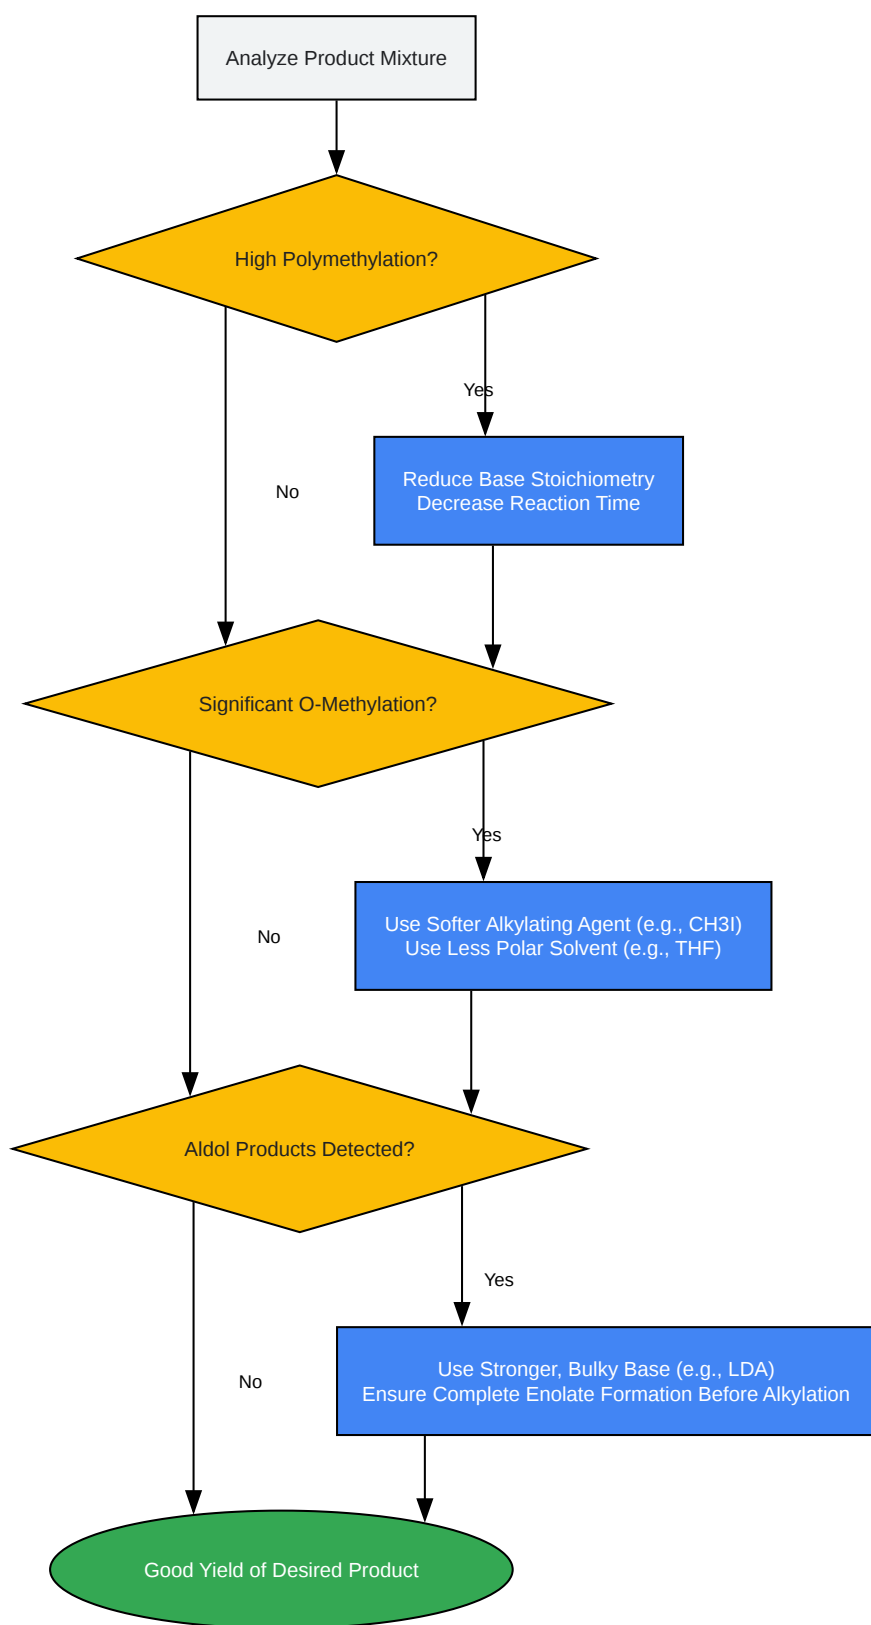 Analyze Product Mixture
High Polymethylation?
Yes
Reduce Base Stoichiometry
Decrease Reaction Time
No
Significant O-Methylation?
Yes
Use Softer Alkylating Agent (e.g., CH3I)
Use Less Polar Solvent (e.g., THF)
No
Aldol Products Detected?
Yes
Use Stronger, Bulky Base (e.g., LDA)
Ensure Complete Enolate Formation Before Alkylation
No
Good Yield of Desired Product